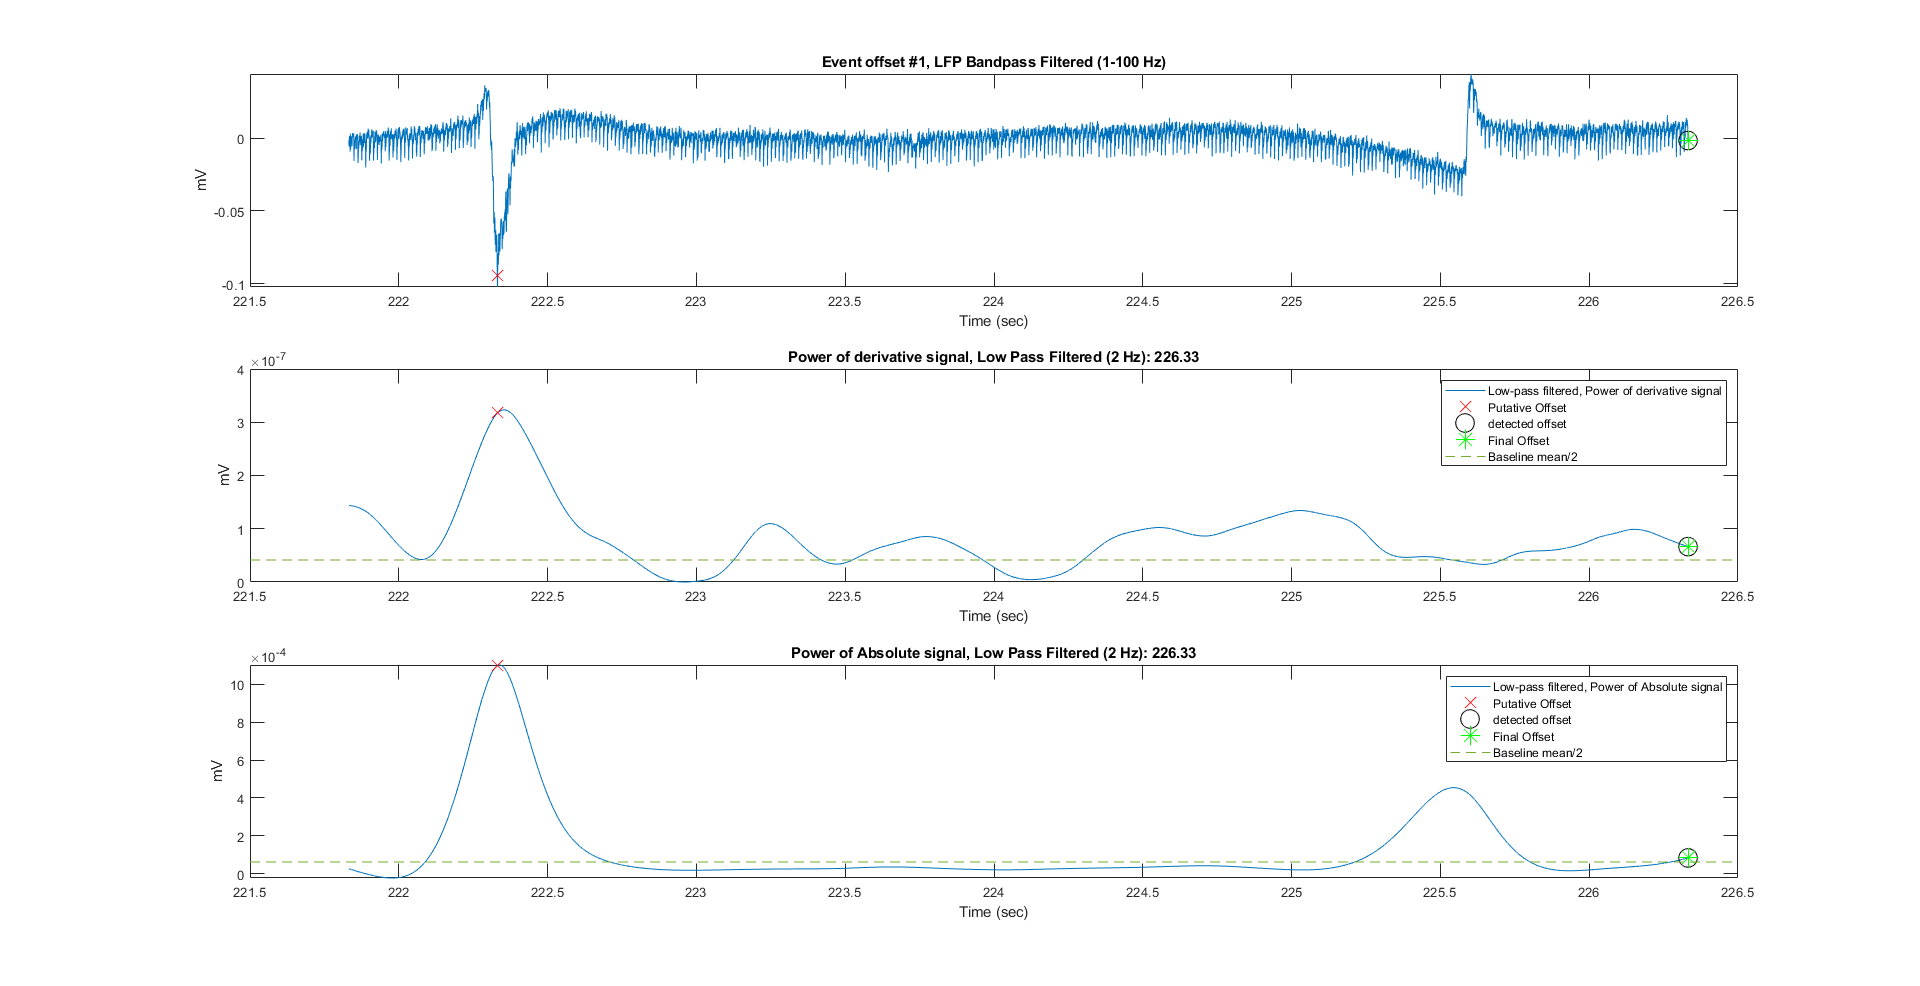 Event offset #1, LFP Bandpass Filtered (1-100 Hz)
0
-0.05
-0.1
mV
221.5 222 222.5 223 223.5 224 224.5 225 225.5 226 226.5
Time (sec)
Power of derivative signal, Low Pass Filtered (2 Hz): 226.33
×10-7
4
3
2
1
0
mV
Low-pass filtered, Power of derivative signal
Putative Offset
detected offset
Final Offset
Baseline mean/2
221.5 222 222.5 223 223.5 224 224.5 225 225.5 226 226.5
Time (sec)
Power of Absolute signal, Low Pass Filtered (2 Hz): 226.33
×10-4
10
8
6
4
2
0
mV
Low-pass filtered, Power of Absolute signal
Putative Offset
detected offset
Final Offset
Baseline mean/2
221.5 222 222.5 223 223.5 224 224.5 225 225.5 226 226.5
Time (sec)